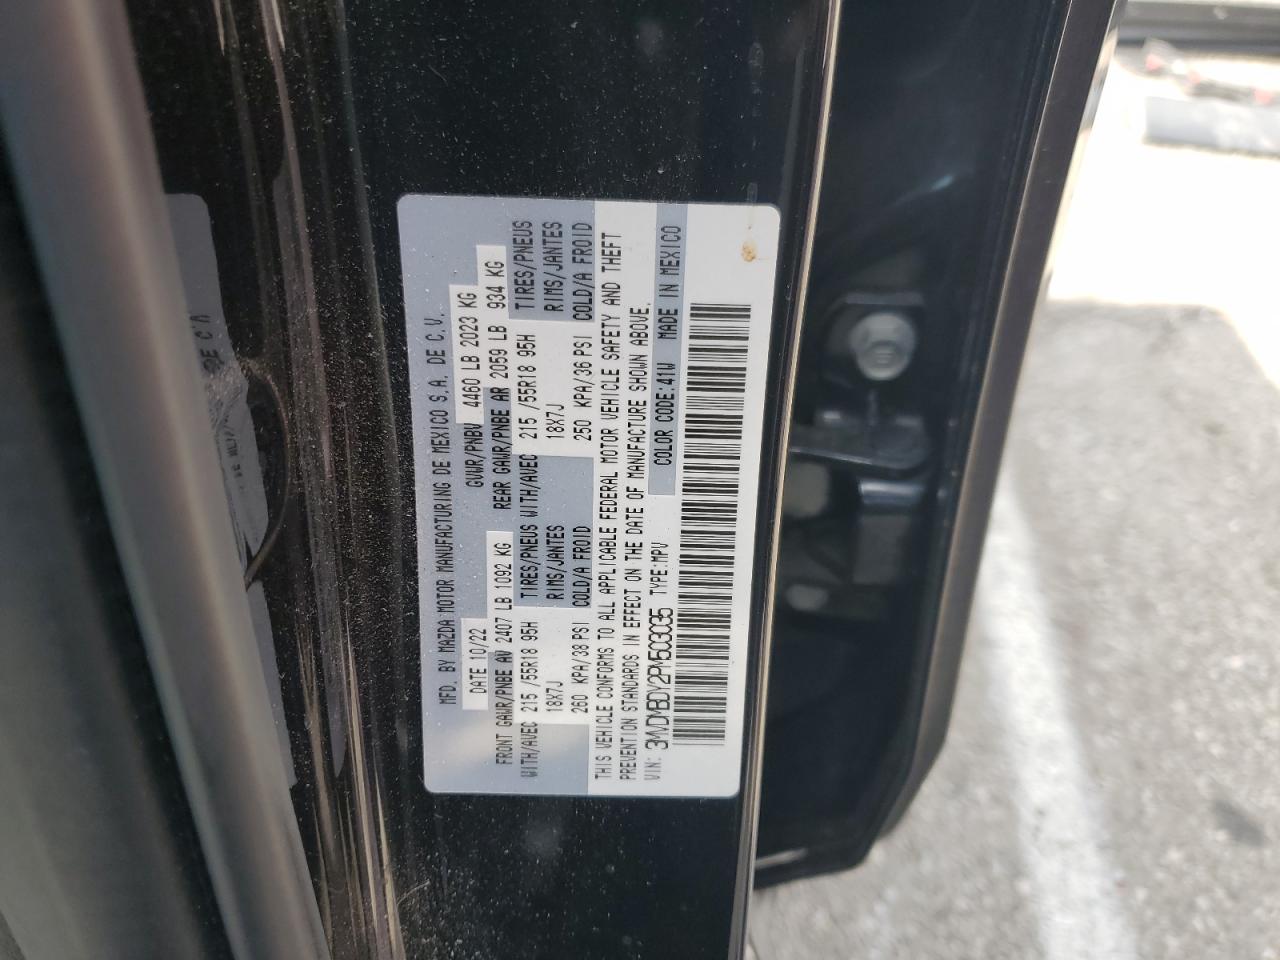 MFD. BY MAZDA MOTOR MANUFACTURING DE MEXICO S.A. DE C.V.
DATE 10/22 GVWR/PNBV 4460 LB 2023 KG
FRONT GAWR/PNBE AV 2407 LB 1092 KG REAR GAWR/PNBE AR 2059 LB 934 KG
WITH/AVEC 215 /55R18 95H TIRES/PNEUS WITH/AVEC 215 /55R18 95H TIRES/PNEUS
18X7J RIMS/JANTES 18X7J RIMS/JANTES
260 KPA/38 PSI COLD/A FROID 250 KPA/36 PSI COLD/A FROID
THIS VEHICLE CONFORMS TO ALL APPLICABLE FEDERAL MOTOR VEHICLE SAFETY AND THEFT
PREVENTION STANDARDS IN EFFECT ON THE DATE OF MANUFACTURE SHOWN ABOVE.
VIN: 3MVDMBDY2PM503035 TYPE:MPV COLOR CODE:41W MADE IN MEXICO